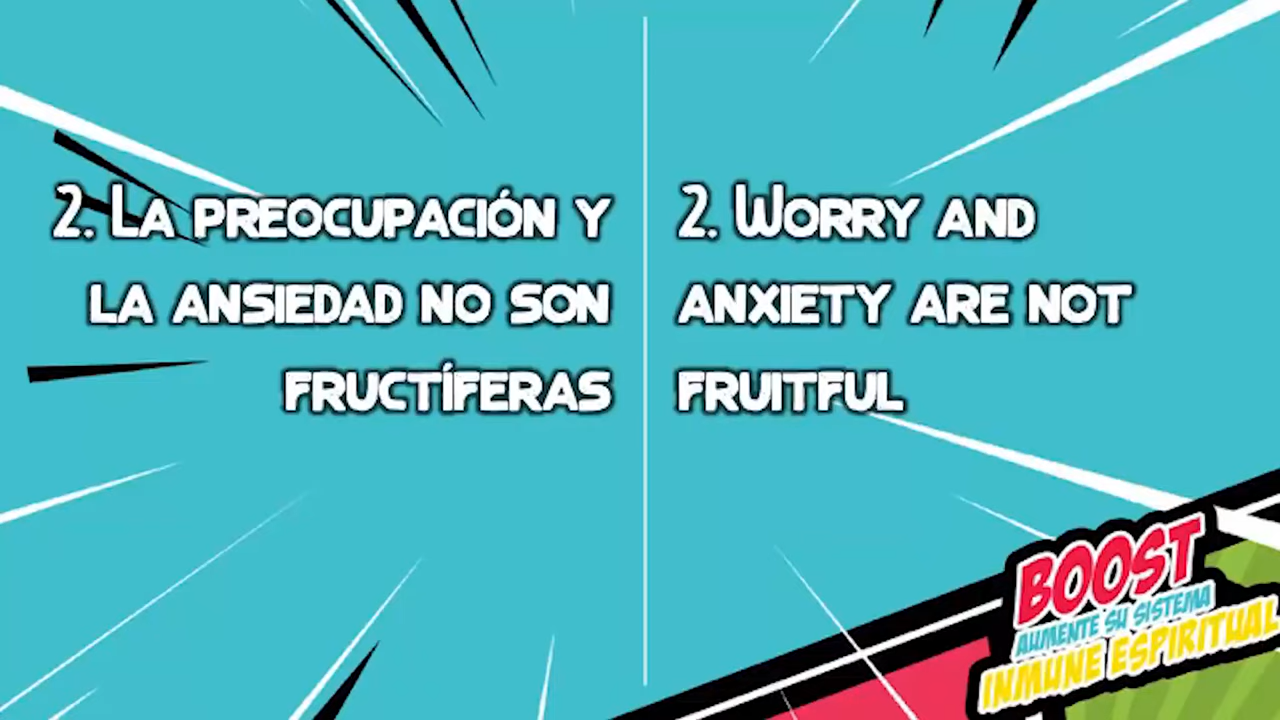 2. La preocupación y
la ansiedad no son
fructíferas
2. Worry and
anxiety are not
fruitful
BOOST
AUMENTE SU SISTEMA
INMUNE ESPIRITUAL